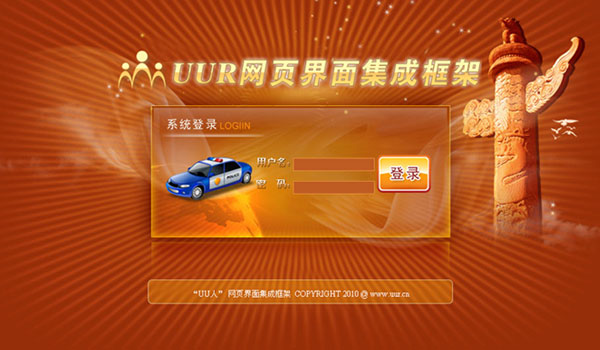 UUR网页界面集成框架
系统登录 LOGIIN
用户名:
密 码:
登录
POLICE
“UU人”网页界面集成框架 COPYRIGHT 2010 @ www.uur.cn